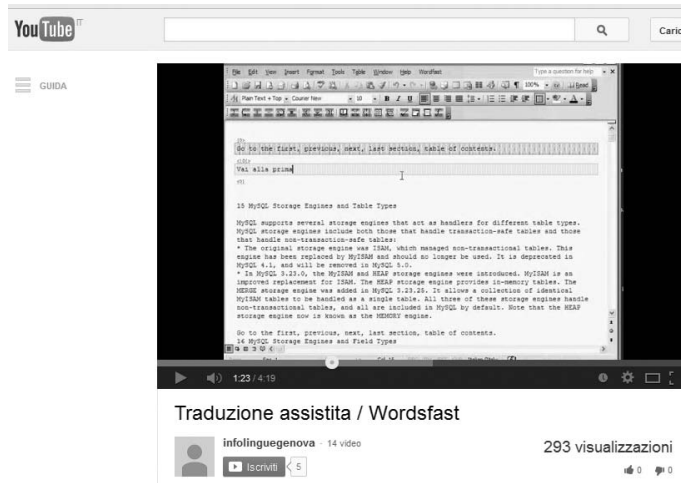 You Tube IT
Caric
GUIDA
File Edit View Insert Format Tools Table Window Help Wordfast Type a question for help
Plain Text + Top Courier New 10 B I U 100% Read
Go to the first, previous, next, last section, table of contents.
Vai alla prima
15 MySQL Storage Engines and Table Types
MySQL supports several storage engines that act as handlers for different table types.
MySQL storage engines include both those that handle transaction-safe tables and those
that handle non-transaction-safe tables:
* The original storage engine was ISAM, which managed non-transactional tables. This
engine has been replaced by MyISAM and should no longer be used. It is deprecated in
MySQL 4.1, and will be removed in MySQL 5.0.
* In MySQL 3.23.0, the MyISAM and HEAP storage engines were introduced. MyISAM is an
improved replacement for ISAM. The HEAP storage engine provides in-memory tables. The
MERGE storage engine was added in MySQL 3.23.25. It allows a collection of identical
MyISAM tables to be handled as a single table. All three of these storage engines handle
non-transactional tables, and all are included in MySQL by default. Note that the HEAP
storage engine now is known as the MEMORY engine.
Go to the first, previous, next, last section, table of contents.
16 MySQL Storage Engines and Field Types
1:23 / 4:19
Traduzione assistita / Wordsfast
infolinguegenova · 14 video
Iscriviti 5
293 visualizzazioni
0 0